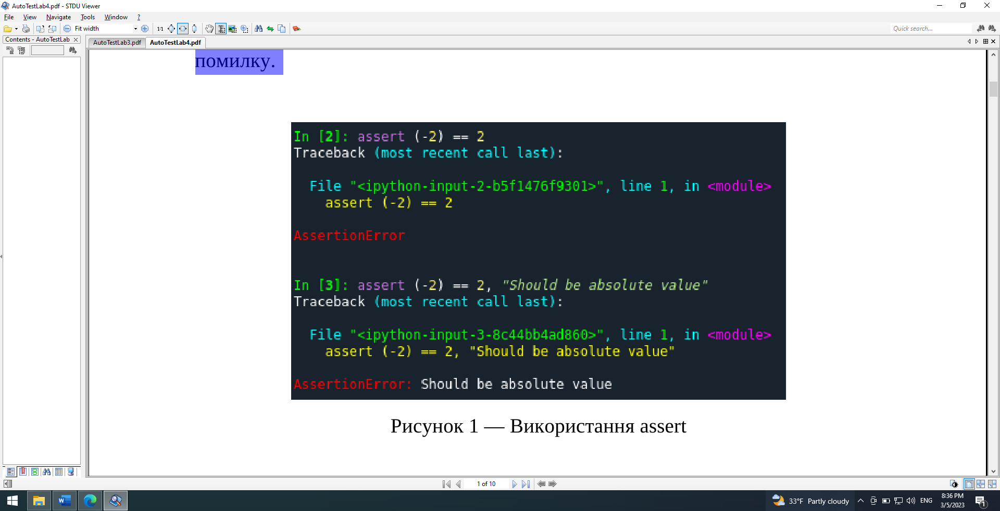 AutoTestLab4.pdf - STDU Viewer
File View Navigate Tools Window ?
Fit width
1:1
Quick search...
Contents - AutoTestLab
AutoTestLab3.pdf AutoTestLab4.pdf
помилку.
In [2]: assert (-2) == 2
Traceback (most recent call last):
File "<ipython-input-2-b5f1476f9301>", line 1, in <module>
assert (-2) == 2
AssertionError
In [3]: assert (-2) == 2, "Should be absolute value"
Traceback (most recent call last):
File "<ipython-input-3-8c44bb4ad860>", line 1, in <module>
assert (-2) == 2, "Should be absolute value"
AssertionError: Should be absolute value
Рисунок 1 — Використання assert
1 of 10
33°F Partly cloudy
ENG
8:36 PM
3/5/2023
1